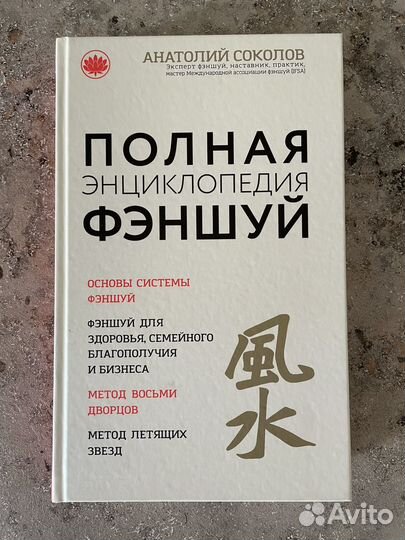 АНАТОЛИЙ СОКОЛОВ
Эксперт фэншуй, наставник, практик,
мастер Международной ассоциации фэншуй (IFSA)
ПОЛНАЯ
ЭНЦИКЛОПЕДИЯ
ФЭНШУЙ
ОСНОВЫ СИСТЕМЫ
ФЭНШУЙ
ФЭНШУЙ ДЛЯ
ЗДОРОВЬЯ, СЕМЕЙНОГО
БЛАГОПОЛУЧИЯ
И БИЗНЕСА
МЕТОД ВОСЬМИ
ДВОРЦОВ
МЕТОД ЛЕТЯЩИХ
ЗВЕЗД
風
水
Avito